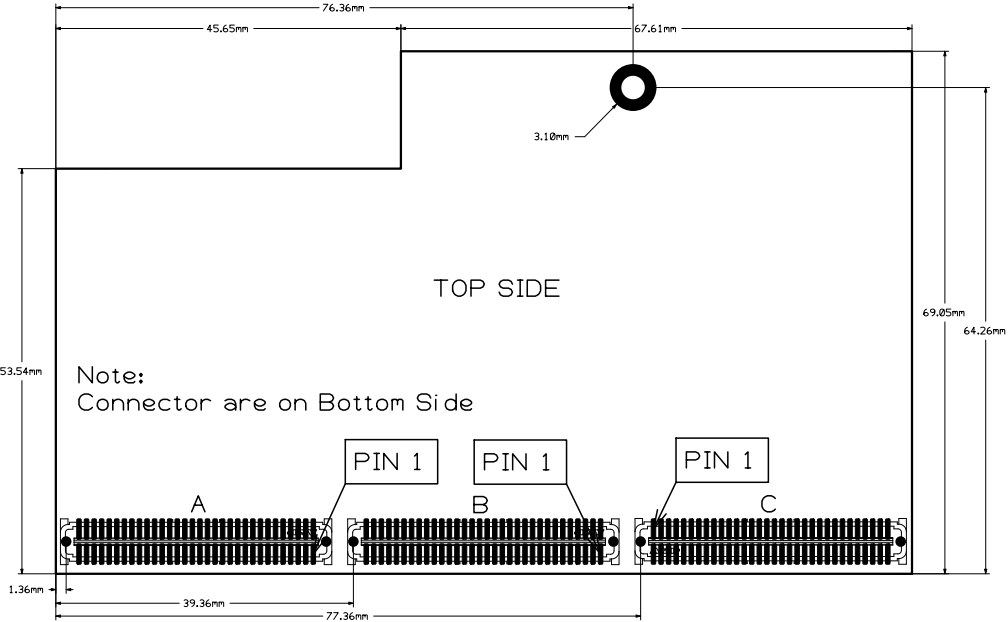 76.36mm
45.65mm
67.61mm
3.10mm
TOP SIDE
69.05mm
64.26mm
53.54mm
Note:
Connector are on Bottom Side
PIN 1
PIN 1
PIN 1
A
B
C
1.36mm
39.36mm
77.36mm